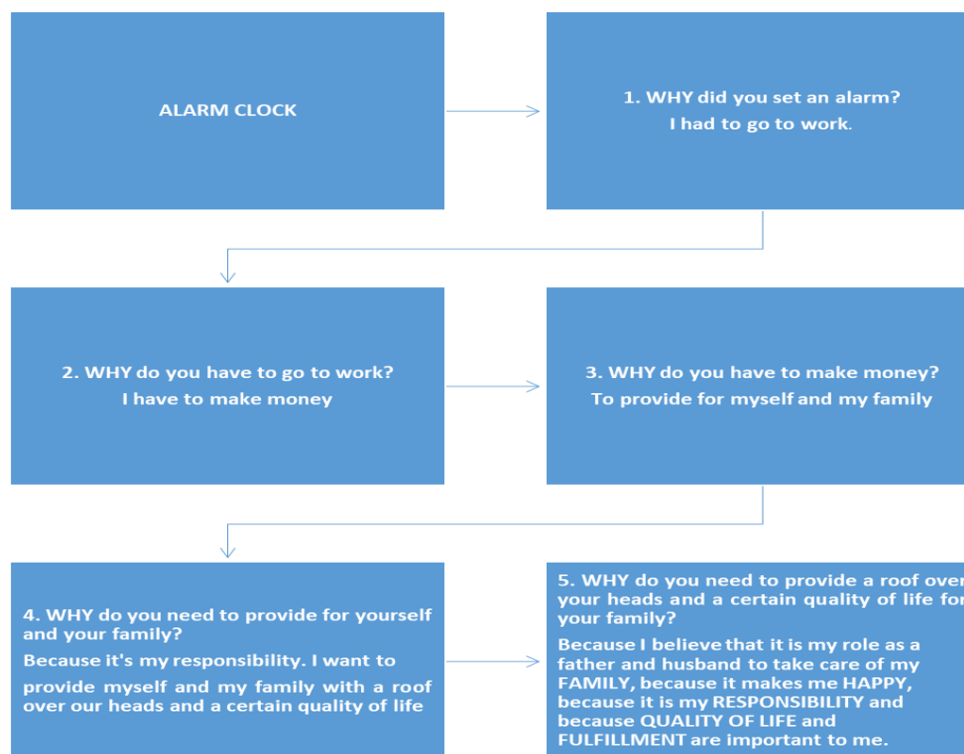 ALARM CLOCK
1. WHY did you set an alarm?
I had to go to work.
2. WHY do you have to go to work?
I have to make money
3. WHY do you have to make money?
To provide for myself and my family
4. WHY do you need to provide for yourself
and your family?
Because it's my responsibility. I want to
provide myself and my family with a roof
over our heads and a certain quality of life
5. WHY do you need to provide a roof over
your heads and a certain quality of life for
your family?
Because I believe that it is my role as a
father and husband to take care of my
FAMILY, because it makes me HAPPY,
because it is my RESPONSIBILITY and
because QUALITY OF LIFE and
FULFILLMENT are important to me.